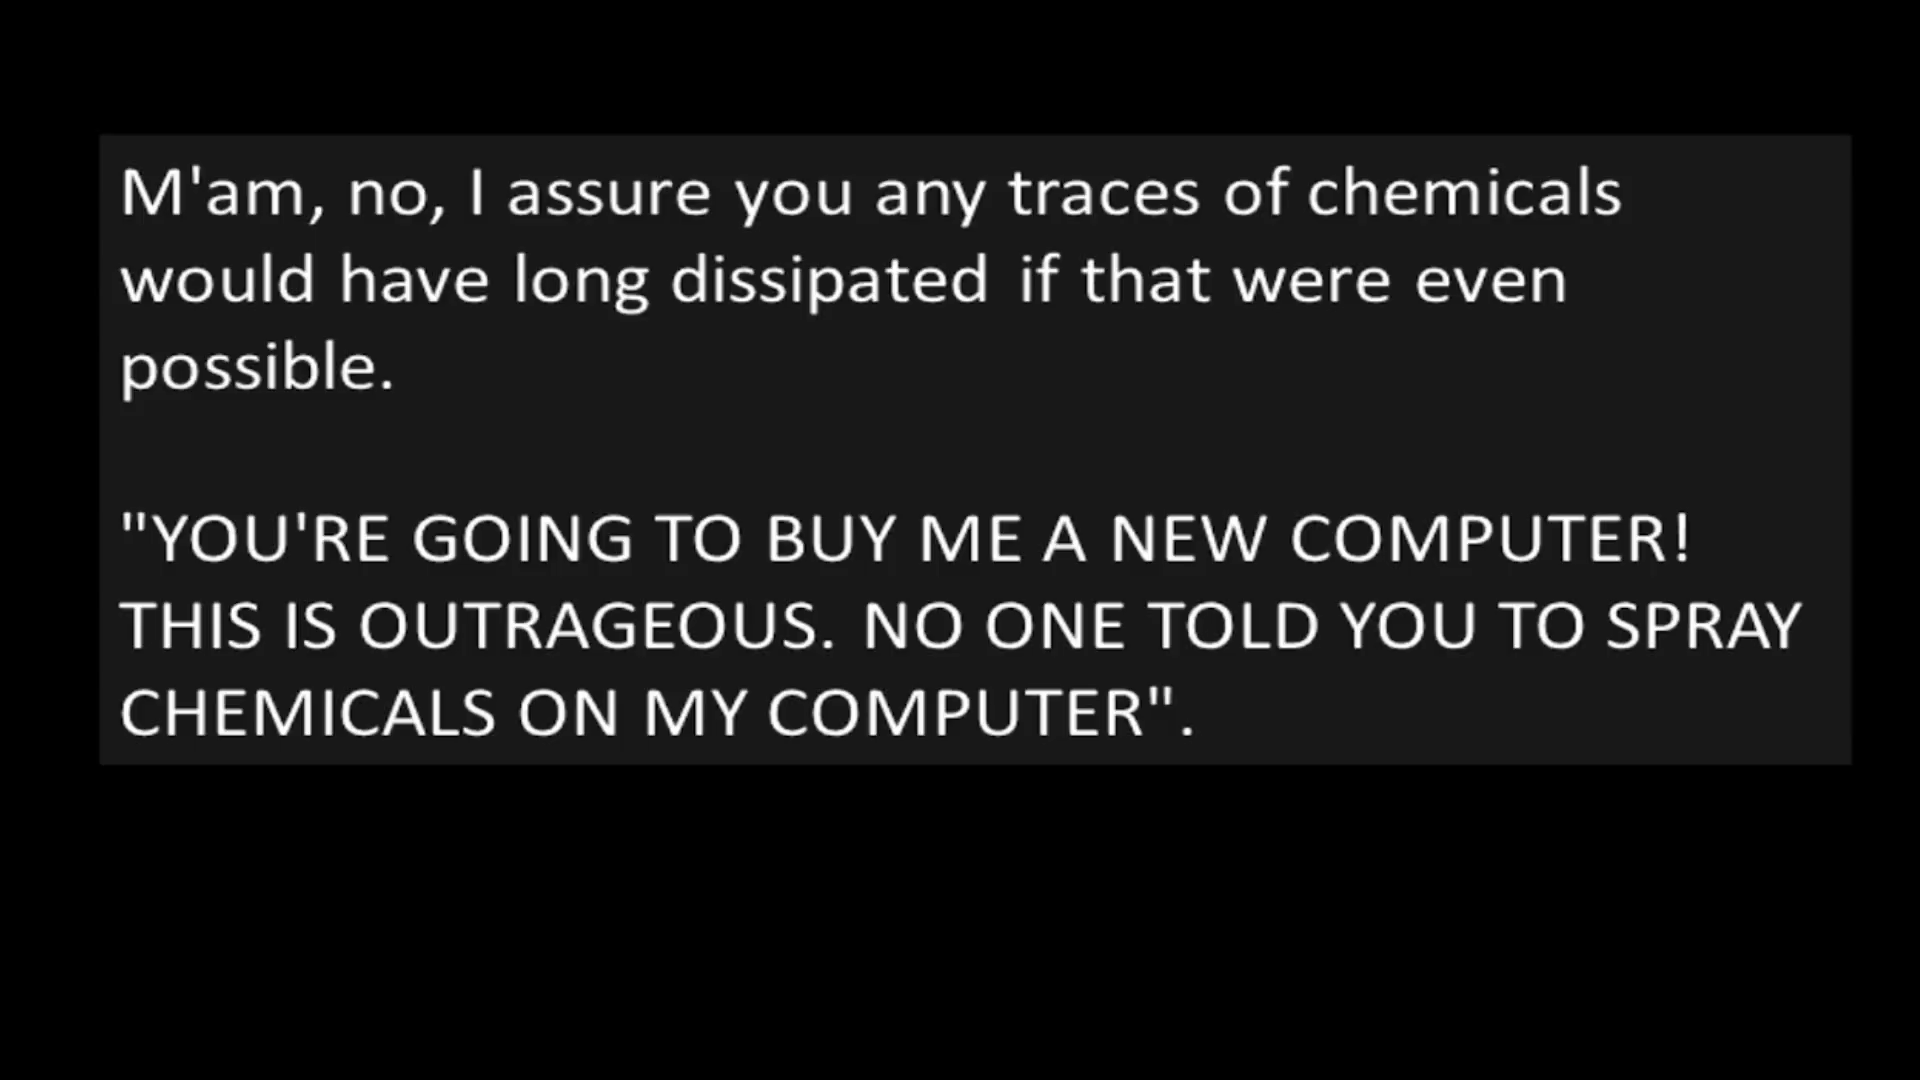 M'am, no, I assure you any traces of chemicals
would have long dissipated if that were even
possible.
"YOU'RE GOING TO BUY ME A NEW COMPUTER!
THIS IS OUTRAGEOUS. NO ONE TOLD YOU TO SPRAY
CHEMICALS ON MY COMPUTER".